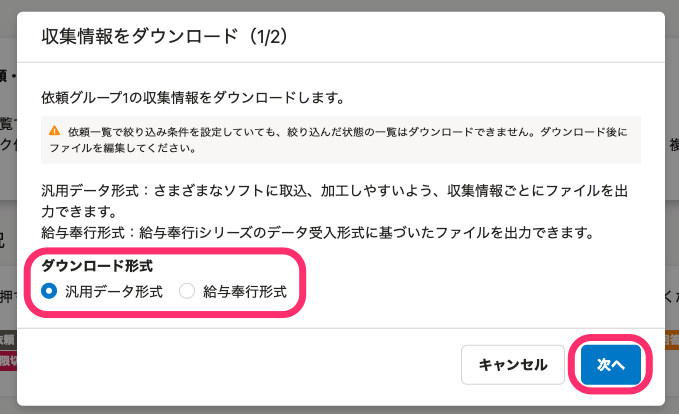 収集情報をダウンロード（1/2）
依頼グループ1の収集情報をダウンロードします。
依頼一覧で絞り込み条件を設定していても、絞り込んだ状態の一覧はダウンロードできません。ダウンロード後に
ファイルを編集してください。
汎用データ形式：さまざまなソフトに取込、加工しやすいよう、収集情報ごとにファイルを出
力できます。
給与奉行形式：給与奉行iシリーズのデータ受入形式に基づいたファイルを出力できます。
ダウンロード形式
汎用データ形式 給与奉行形式
キャンセル 次へ